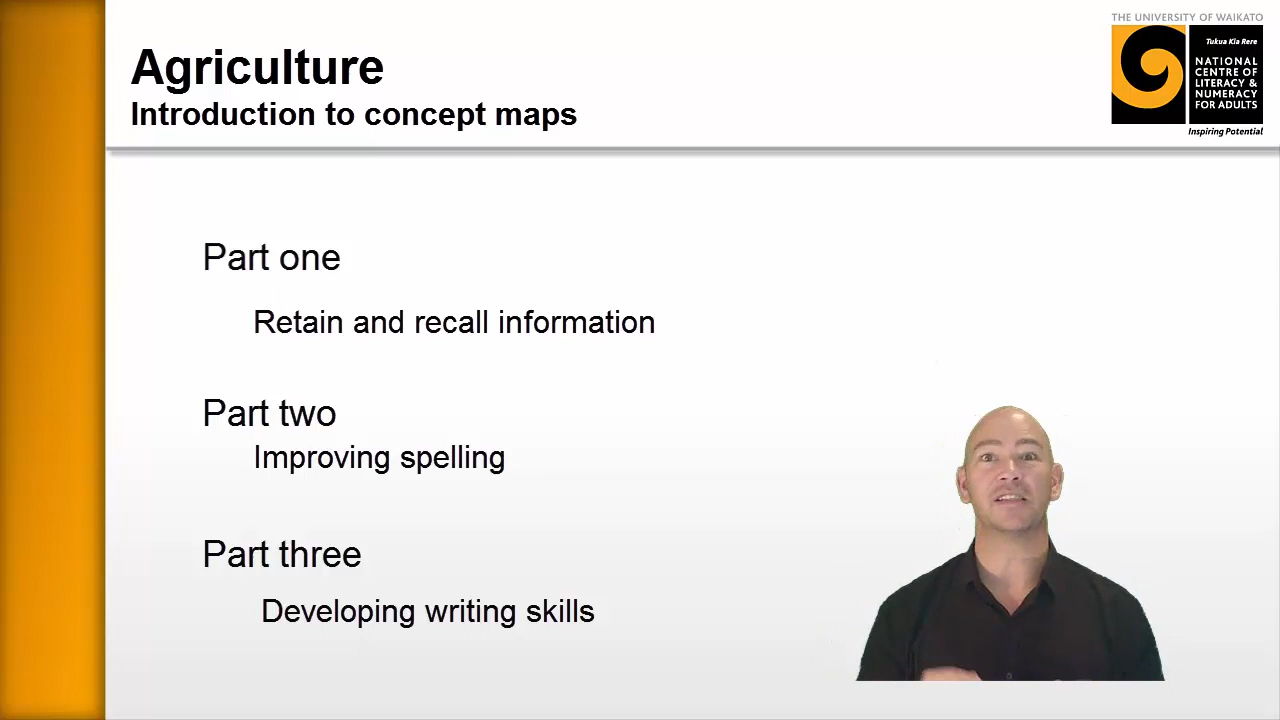 Agriculture
Introduction to concept maps
THE UNIVERSITY OF WAIKATO
Tukua Kia Rere
NATIONAL
CENTRE OF
LITERACY &
NUMERACY
FOR ADULTS
Inspiring Potential
Part one
Retain and recall information
Part two
Improving spelling
Part three
Developing writing skills